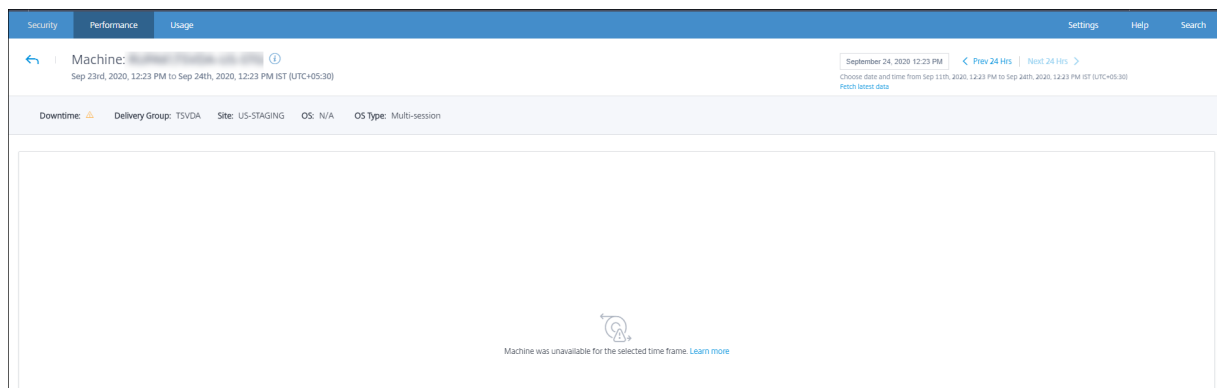 Security Performance Usage Settings Help Search
Machine:
Sep 23rd, 2020, 12:23 PM to Sep 24th, 2020, 12:23 PM IST (UTC+05:30)
September 24, 2020 12:23 PM Prev 24 Hrs Next 24 Hrs
Choose date and time from Sep 11th, 2020, 12:23 PM to Sep 24th, 2020, 12:23 PM IST (UTC+05:30)
Fetch latest data
Downtime: Delivery Group: TSVDA Site: US-STAGING OS: N/A OS Type: Multi-session
Machine was unavailable for the selected time frame. Learn more